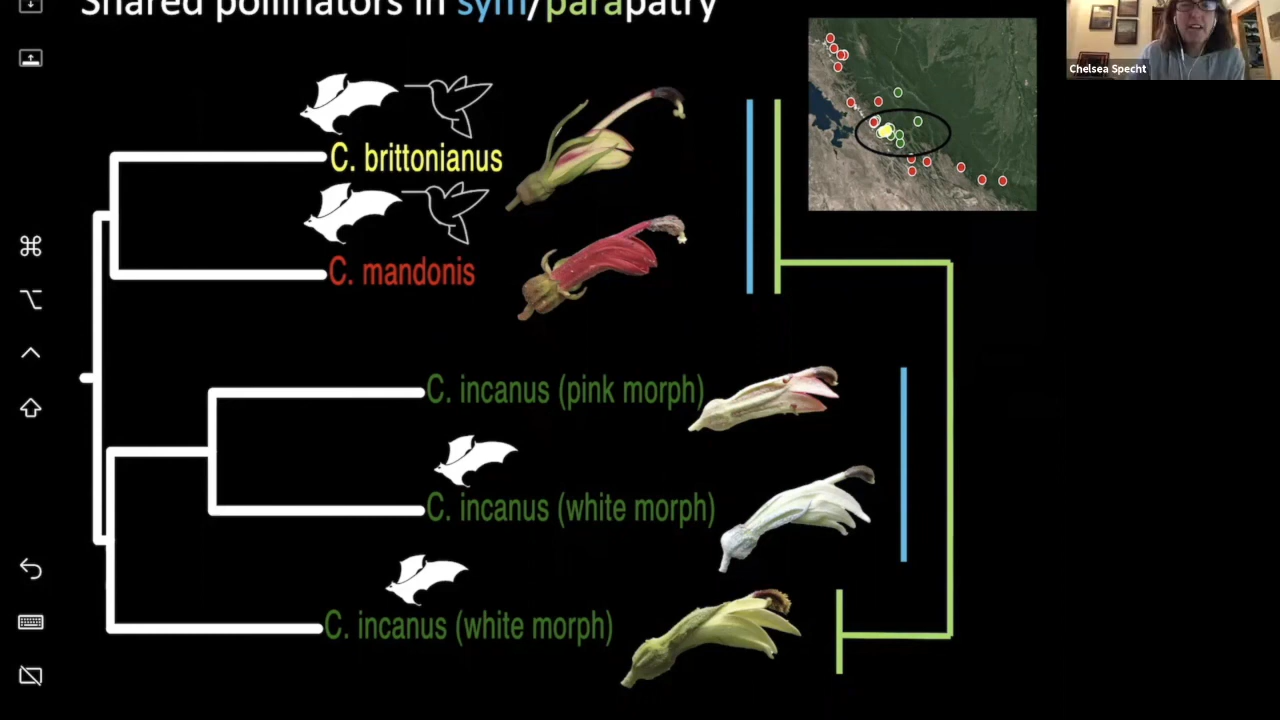 Shared pollinators in sym/parapatry
Chelsea Specht
C. brittonianus
C. mandonis
C. incanus (pink morph)
C. incanus (white morph)
C. incanus (white morph)